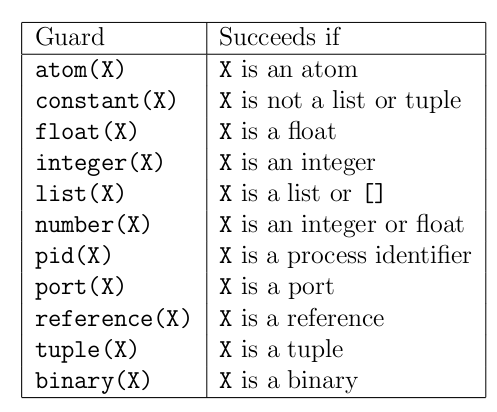 Guard Succeeds if
atom(X) X is an atom
constant(X) X is not a list or tuple
float(X) X is a float
integer(X) X is an integer
list(X) X is a list or []
number(X) X is an integer or float
pid(X) X is a process identifier
port(X) X is a port
reference(X) X is a reference
tuple(X) X is a tuple
binary(X) X is a binary